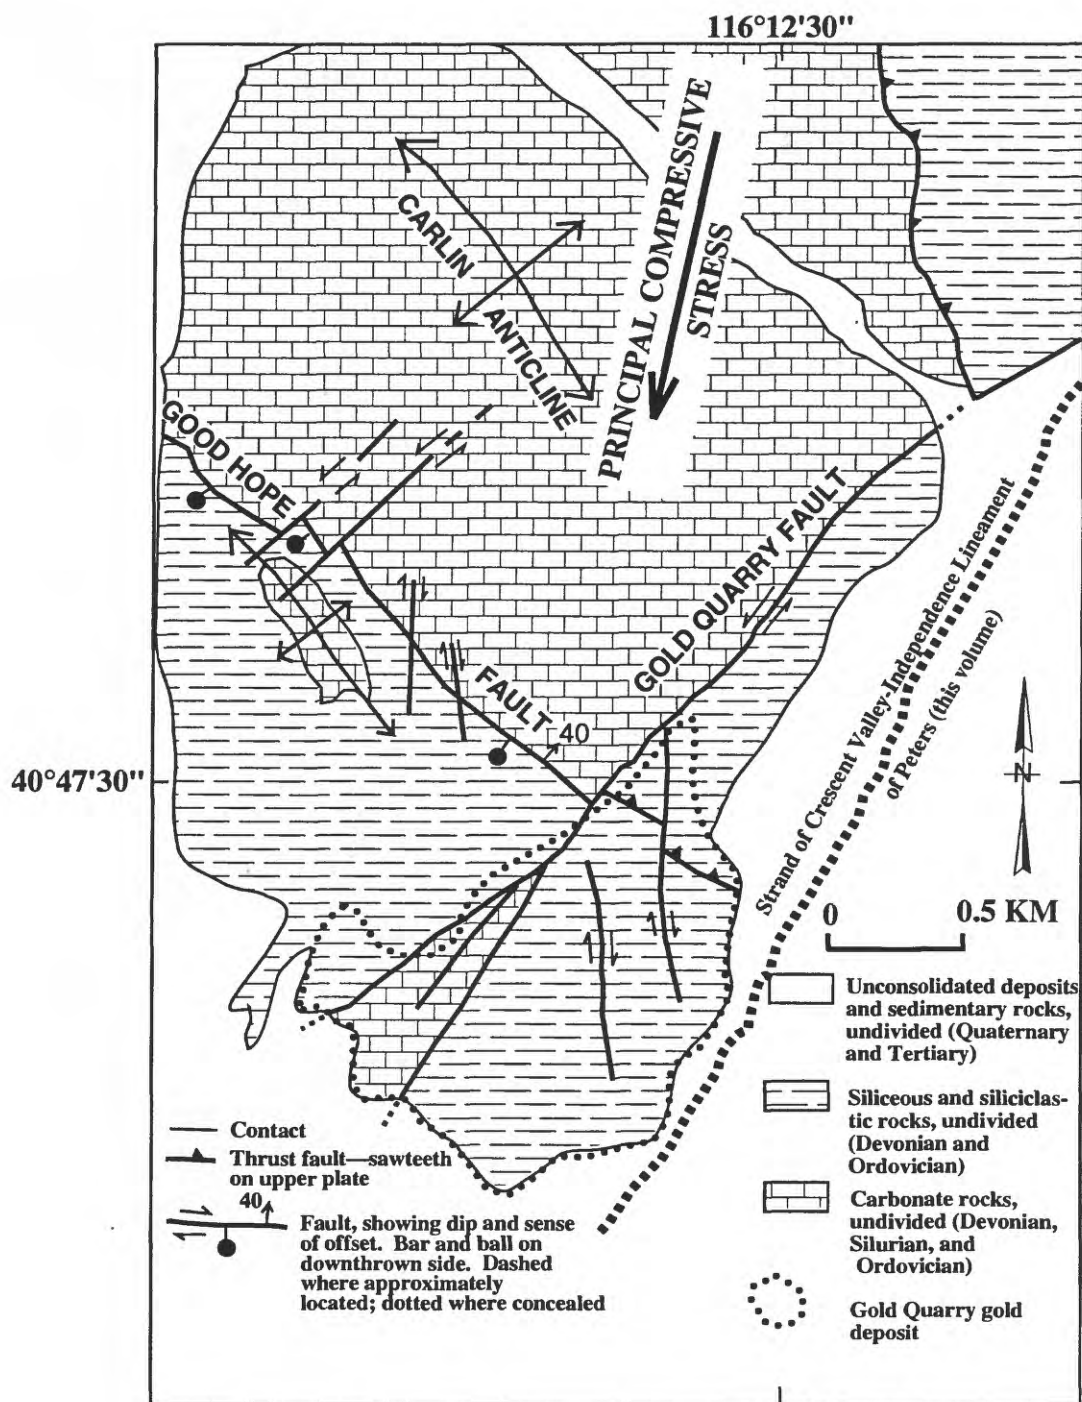 116°12'30"
PRINCIPAL COMPRESSIVE
STRESS
CARLIN
ANTICLINE
GOOD HOPE
FAULT
40
GOLD QUARRY FAULT
Strand of Crescent Valley-Independence Lineament
of Peters (this volume)
40°47'30"
N
0 0.5 KM
Unconsolidated deposits
and sedimentary rocks,
undivided (Quaternary
and Tertiary)
Siliceous and siliciclas-
tic rocks, undivided
(Devonian and
Ordovician)
Carbonate rocks,
undivided (Devonian,
Silurian, and
Ordovician)
Gold Quarry gold
deposit
Contact
Thrust fault—sawteeth
on upper plate
40
Fault, showing dip and sense
of offset. Bar and ball on
downthrown side. Dashed
where approximately
located; dotted where concealed